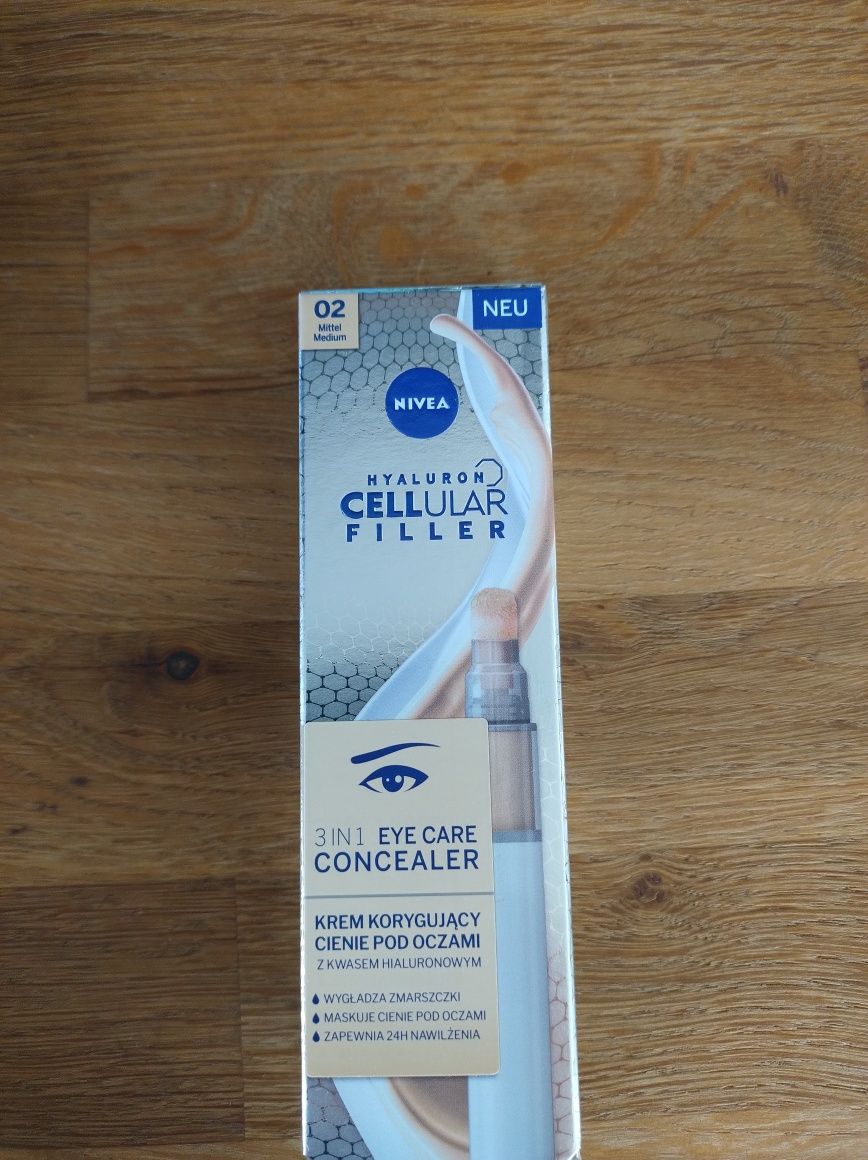 02
Mittel
Medium
NEU
NIVEA
HYALURON
CELLULAR
FILLER
3 IN 1 EYE CARE
CONCEALER
KREM KORYGUJĄCY
CIENIE POD OCZAMI
Z KWASEM HIALURONOWYM
WYGŁADZA ZMARSZCZKI
MASKUJE CIENIE POD OCZAMI
ZAPEWNIA 24H NAWILŻENIA